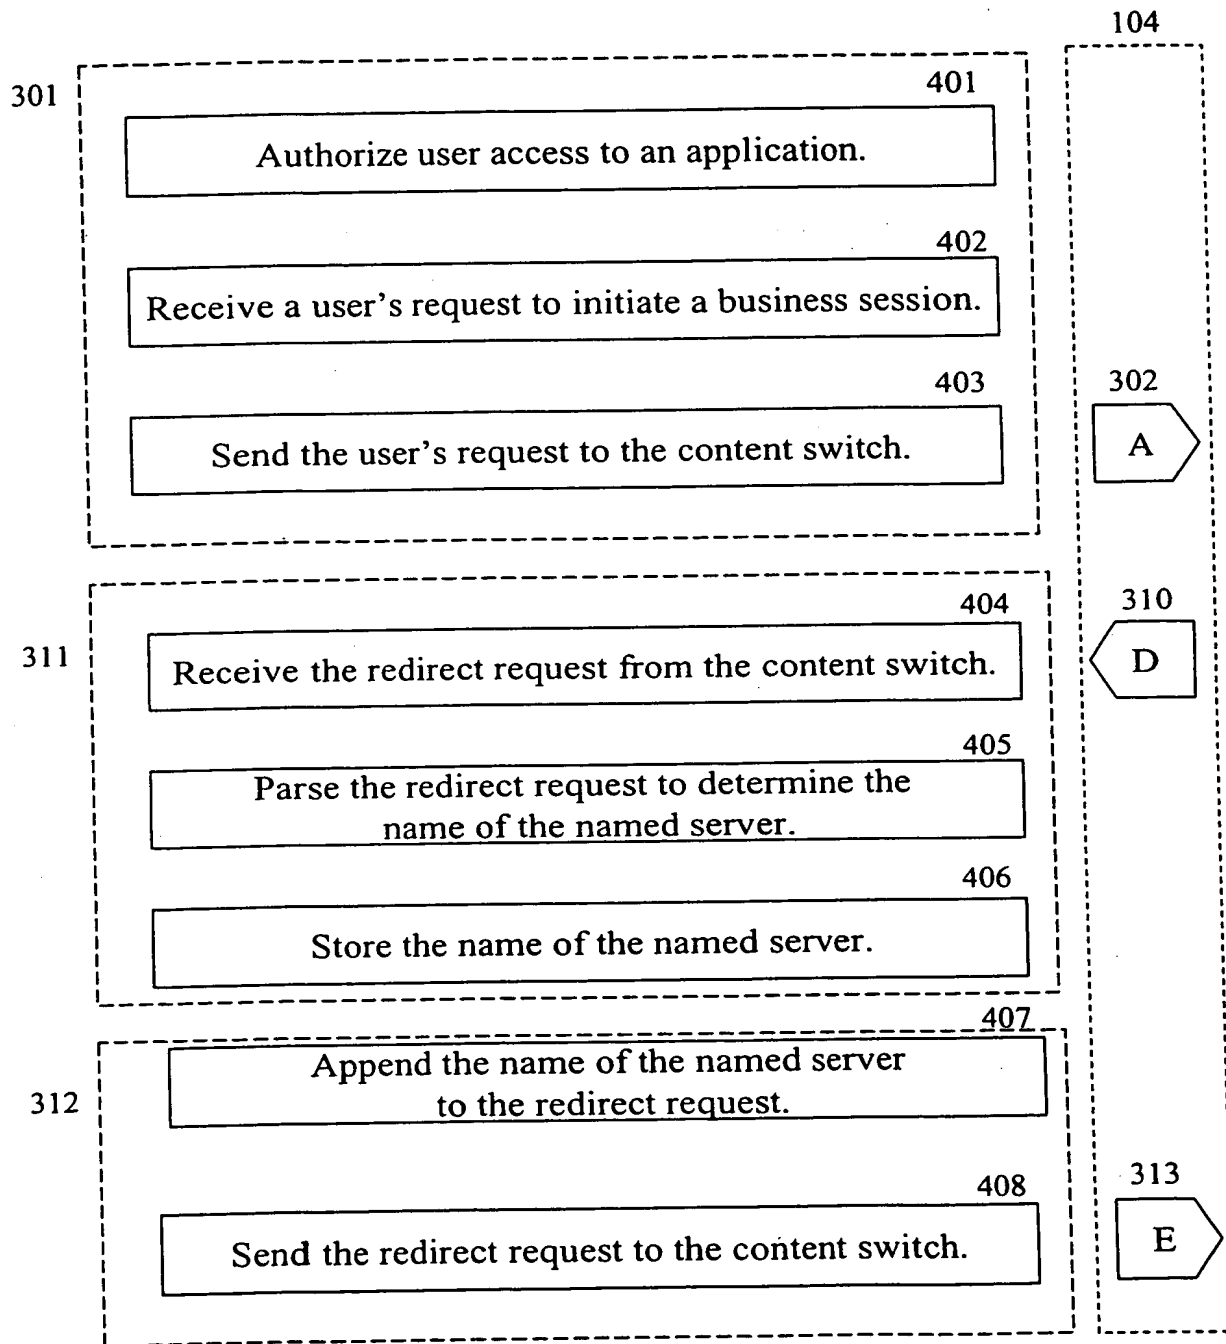 104
301
401
Authorize user access to an application.
402
Receive a user's request to initiate a business session.
403
302
Send the user's request to the content switch.
A
404
310
311
Receive the redirect request from the content switch.
D
405
Parse the redirect request to determine the
name of the named server.
406
Store the name of the named server.
407
312
Append the name of the named server
to the redirect request.
408
313
Send the redirect request to the content switch.
E